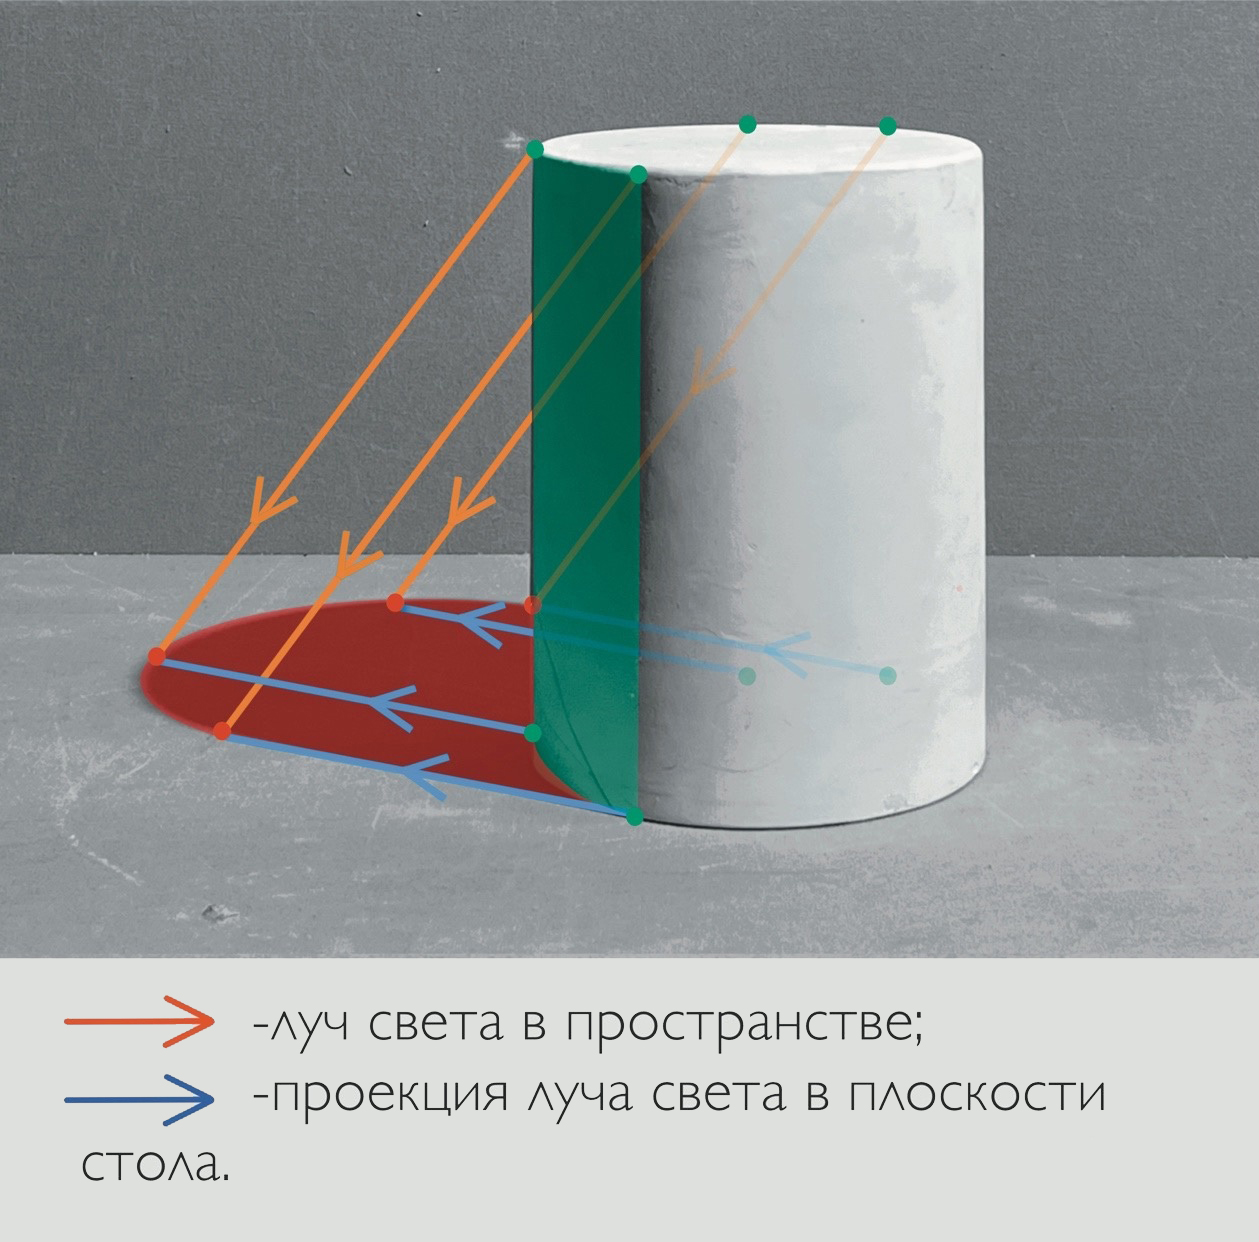 -луч света в пространстве;
-проекция луча света в плоскости
стола.